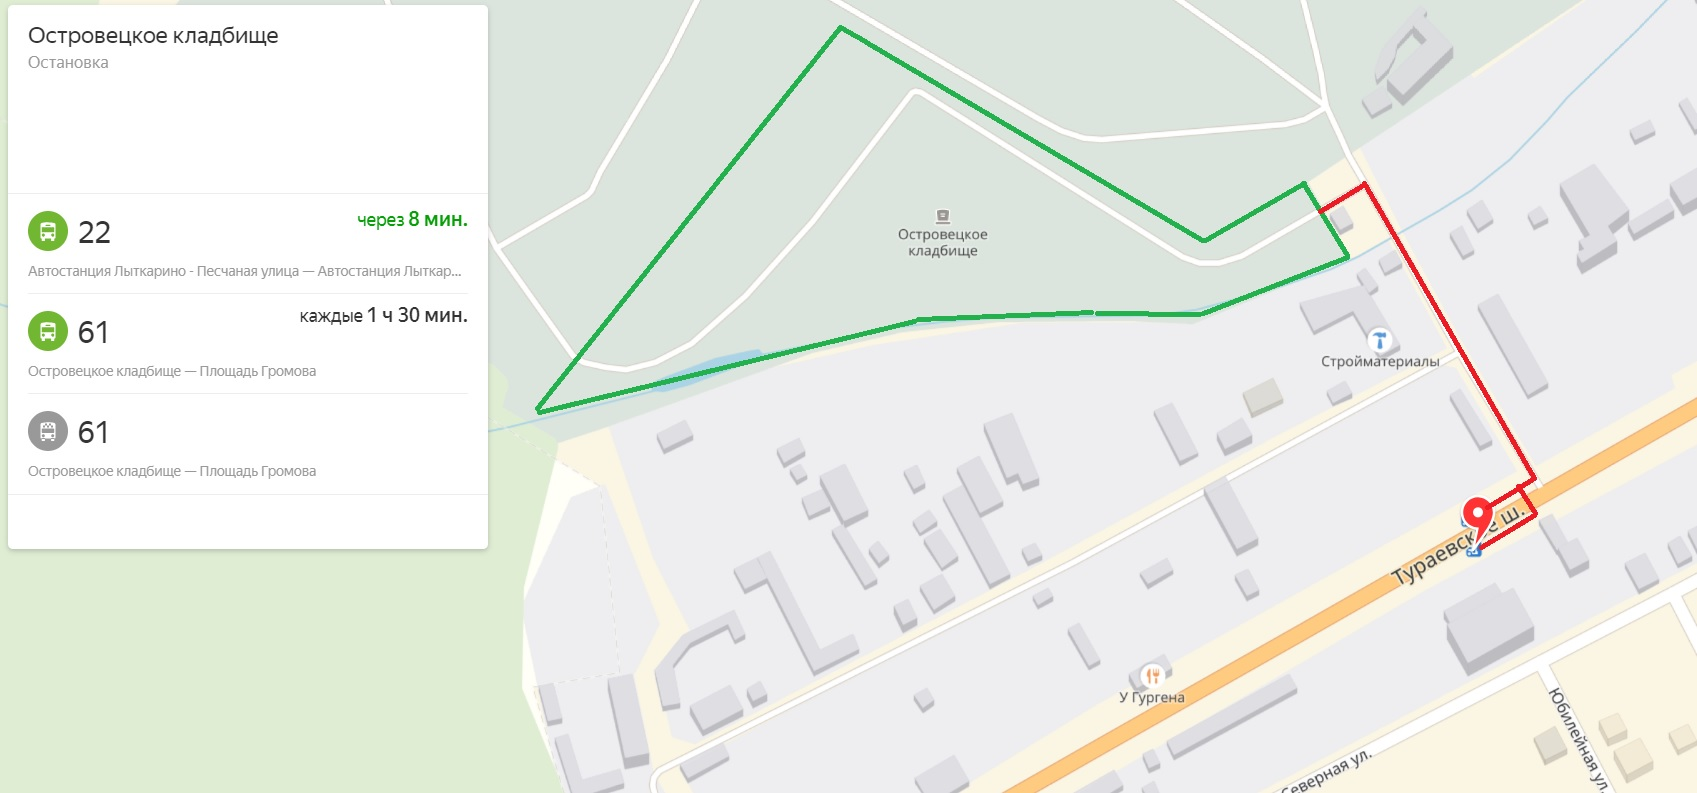 Островецкое кладбище
Остановка
22
через 8 мин.
Автостанция Лыткарино - Песчаная улица — Автостанция Лыткар...
61
каждые 1 ч 30 мин.
Островецкое кладбище — Площадь Громова
61
Островецкое кладбище — Площадь Громова
Островецкое
кладбище
Стройматериалы
Тураевское ш.
У Гургена
Северная ул.
Юбилейная ул.